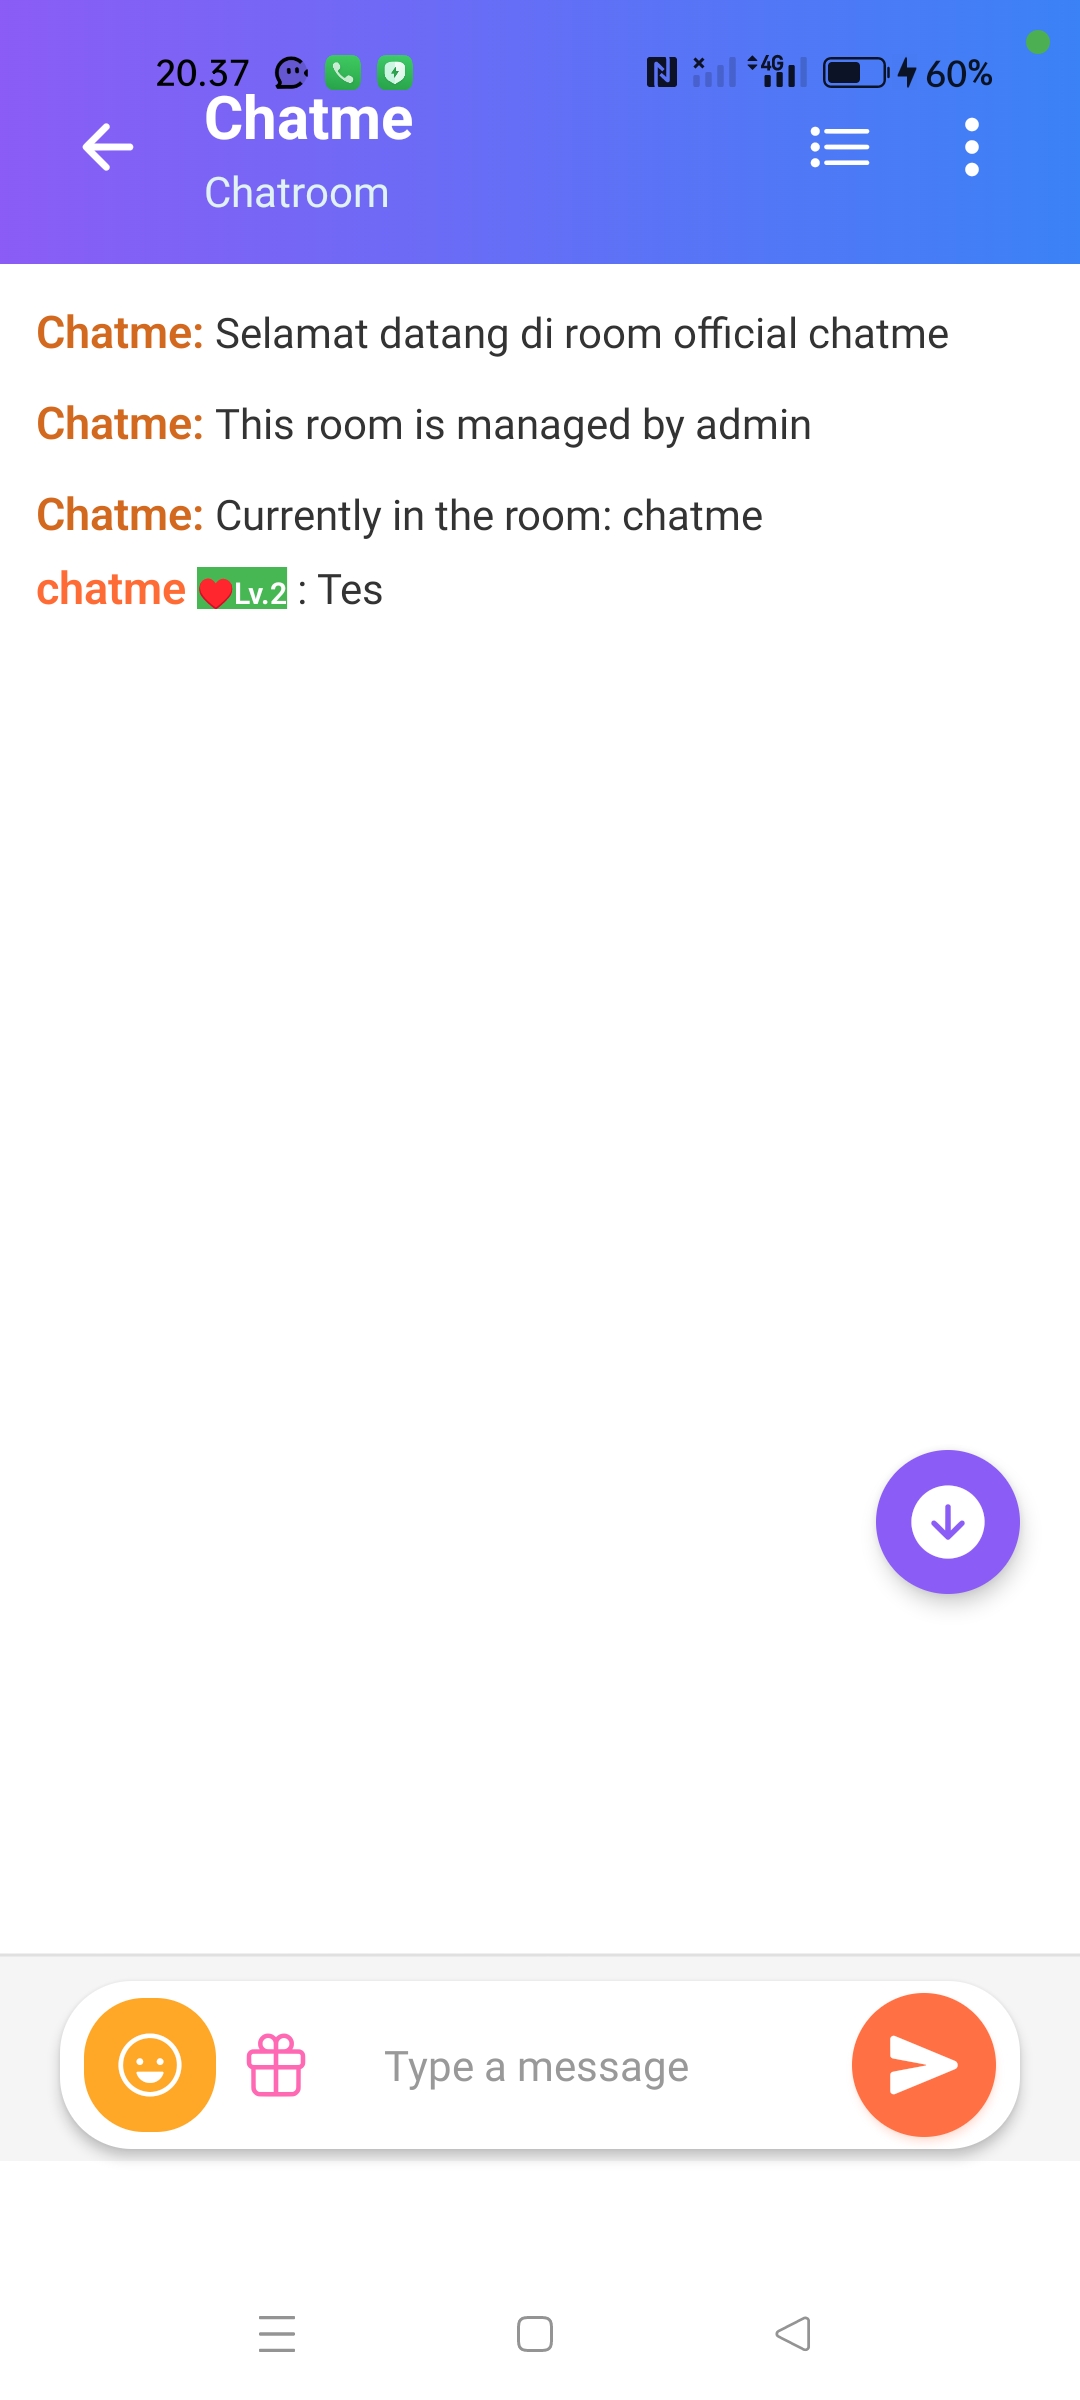 20.37
4G
60%
Chatme
Chatroom
Chatme: Selamat datang di room official chatme
Chatme: This room is managed by admin
Chatme: Currently in the room: chatme
chatme ❤️Lv.2 : Tes
Type a message